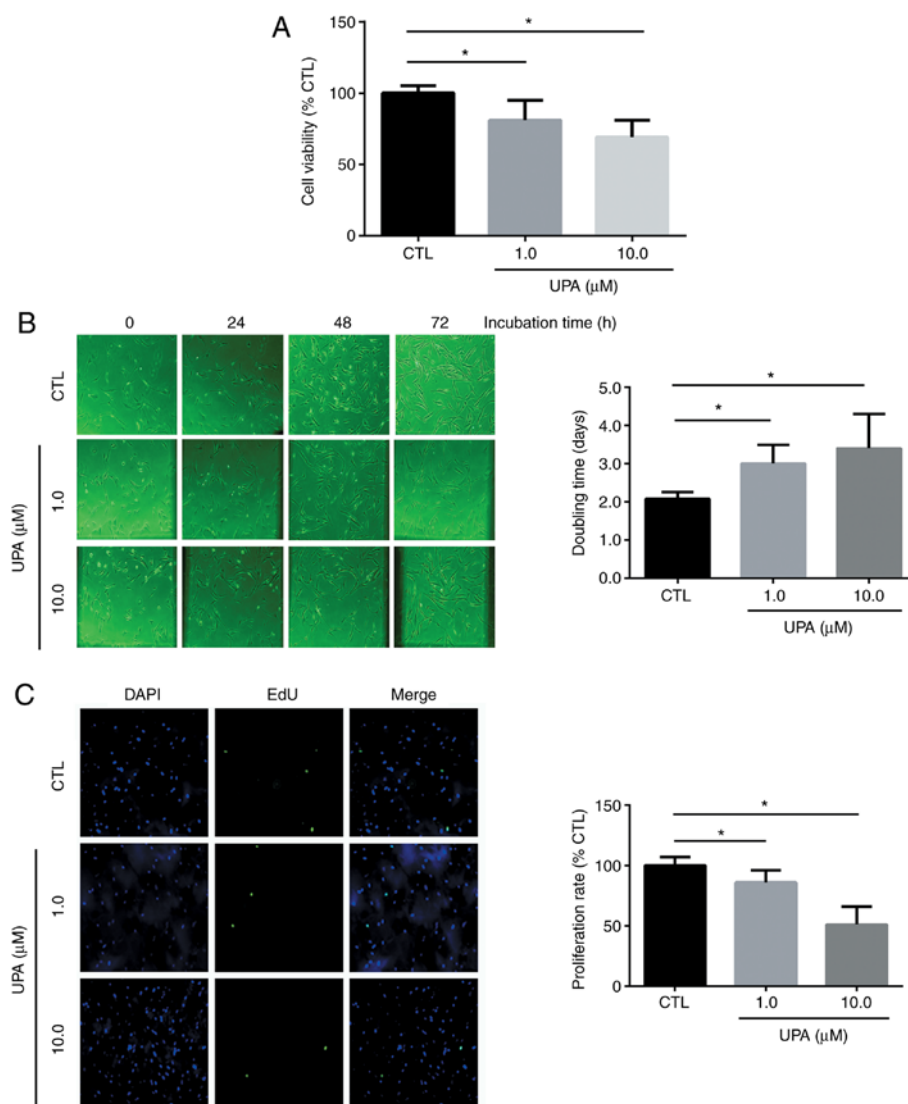 A
150
*
*
100
50
0
Cell viability (% CTL)
CTL
1.0
10.0
UPA (μM)
B
0 24 48 72 Incubation time (h)
CTL
1.0
10.0
UPA (μM)
5.0
4.0
3.0
2.0
1.0
0.0
*
*
Doubling time (days)
CTL
1.0
10.0
UPA (μM)
C
DAPI EdU Merge
CTL
1.0
10.0
UPA (μM)
150
100
50
0
*
*
Proliferation rate (% CTL)
CTL
1.0
10.0
UPA (μM)